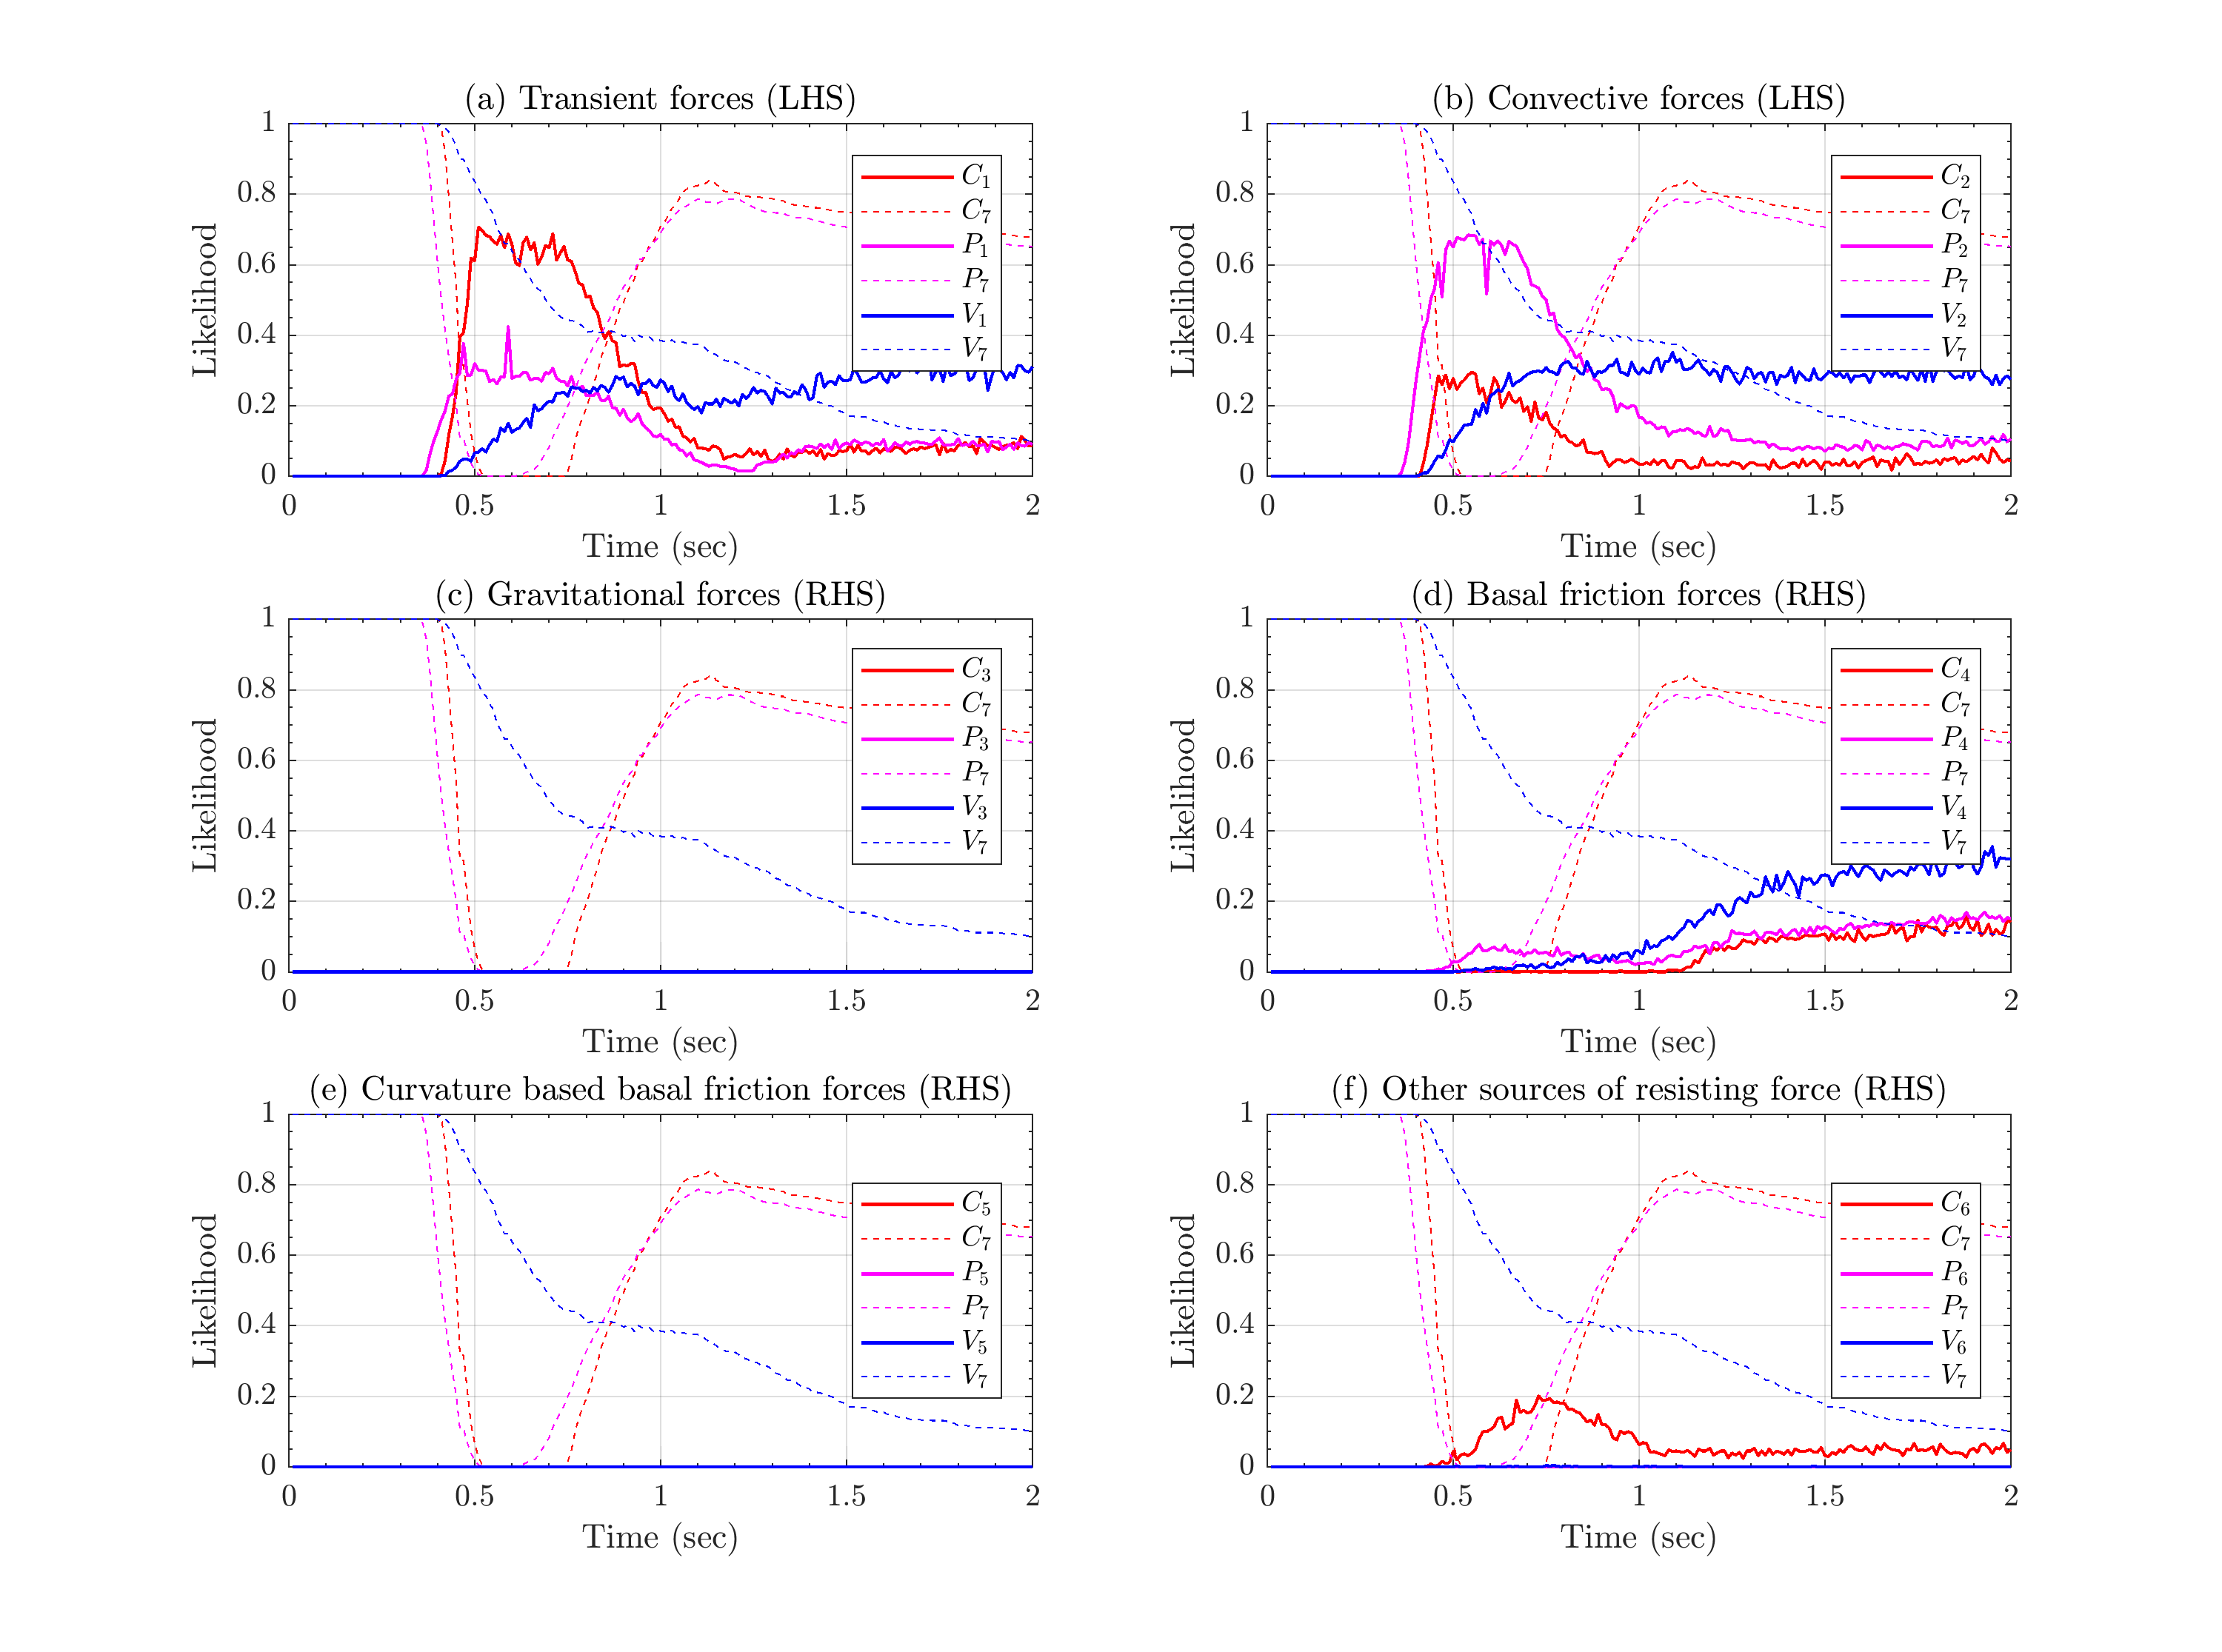 (a) Transient forces (LHS)
1
0.8
0.6
0.4
0.2
0
Likelihood
C₁
C₇
P₁
P₇
V₁
V₇
0 0.5 1 1.5 2
Time (sec)
(b) Convective forces (LHS)
1
0.8
0.6
0.4
0.2
0
Likelihood
C₂
C₇
P₂
P₇
V₂
V₇
0 0.5 1 1.5 2
Time (sec)
(c) Gravitational forces (RHS)
1
0.8
0.6
0.4
0.2
0
Likelihood
C₃
C₇
P₃
P₇
V₃
V₇
0 0.5 1 1.5 2
Time (sec)
(d) Basal friction forces (RHS)
1
0.8
0.6
0.4
0.2
0
Likelihood
C₄
C₇
P₄
P₇
V₄
V₇
0 0.5 1 1.5 2
Time (sec)
(e) Curvature based basal friction forces (RHS)
1
0.8
0.6
0.4
0.2
0
Likelihood
C₅
C₇
P₅
P₇
V₅
V₇
0 0.5 1 1.5 2
Time (sec)
(f) Other sources of resisting force (RHS)
1
0.8
0.6
0.4
0.2
0
Likelihood
C₆
C₇
P₆
P₇
V₆
V₇
0 0.5 1 1.5 2
Time (sec)